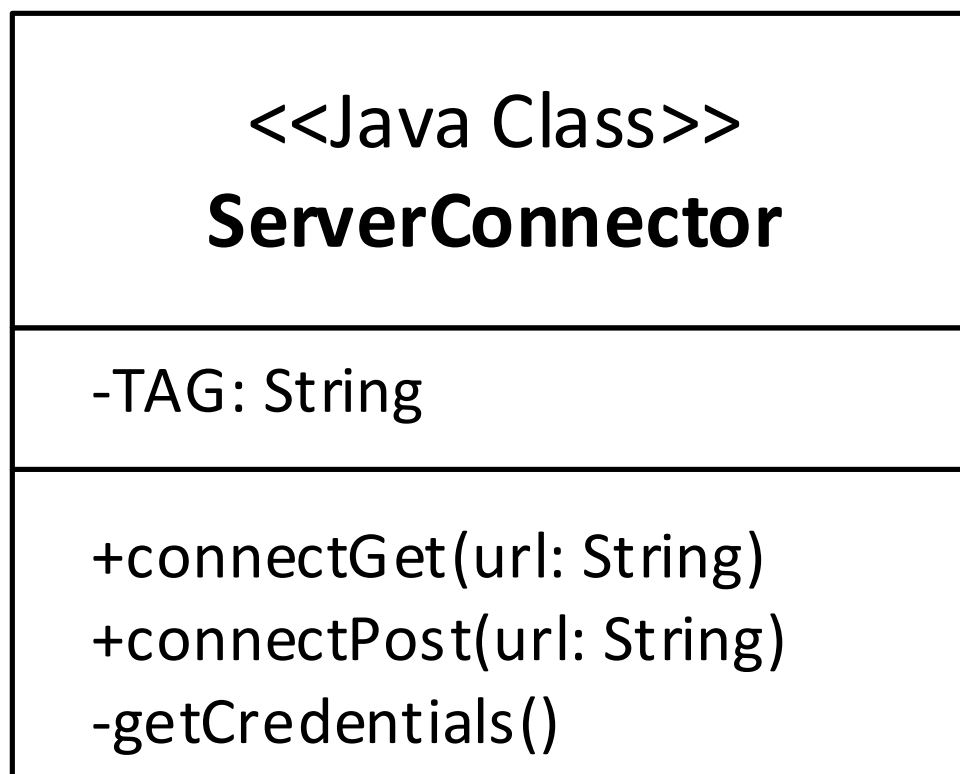 <<Java Class>>
ServerConnector
-TAG: String
+connectGet(url: String)
+connectPost(url: String)
-getCredentials()